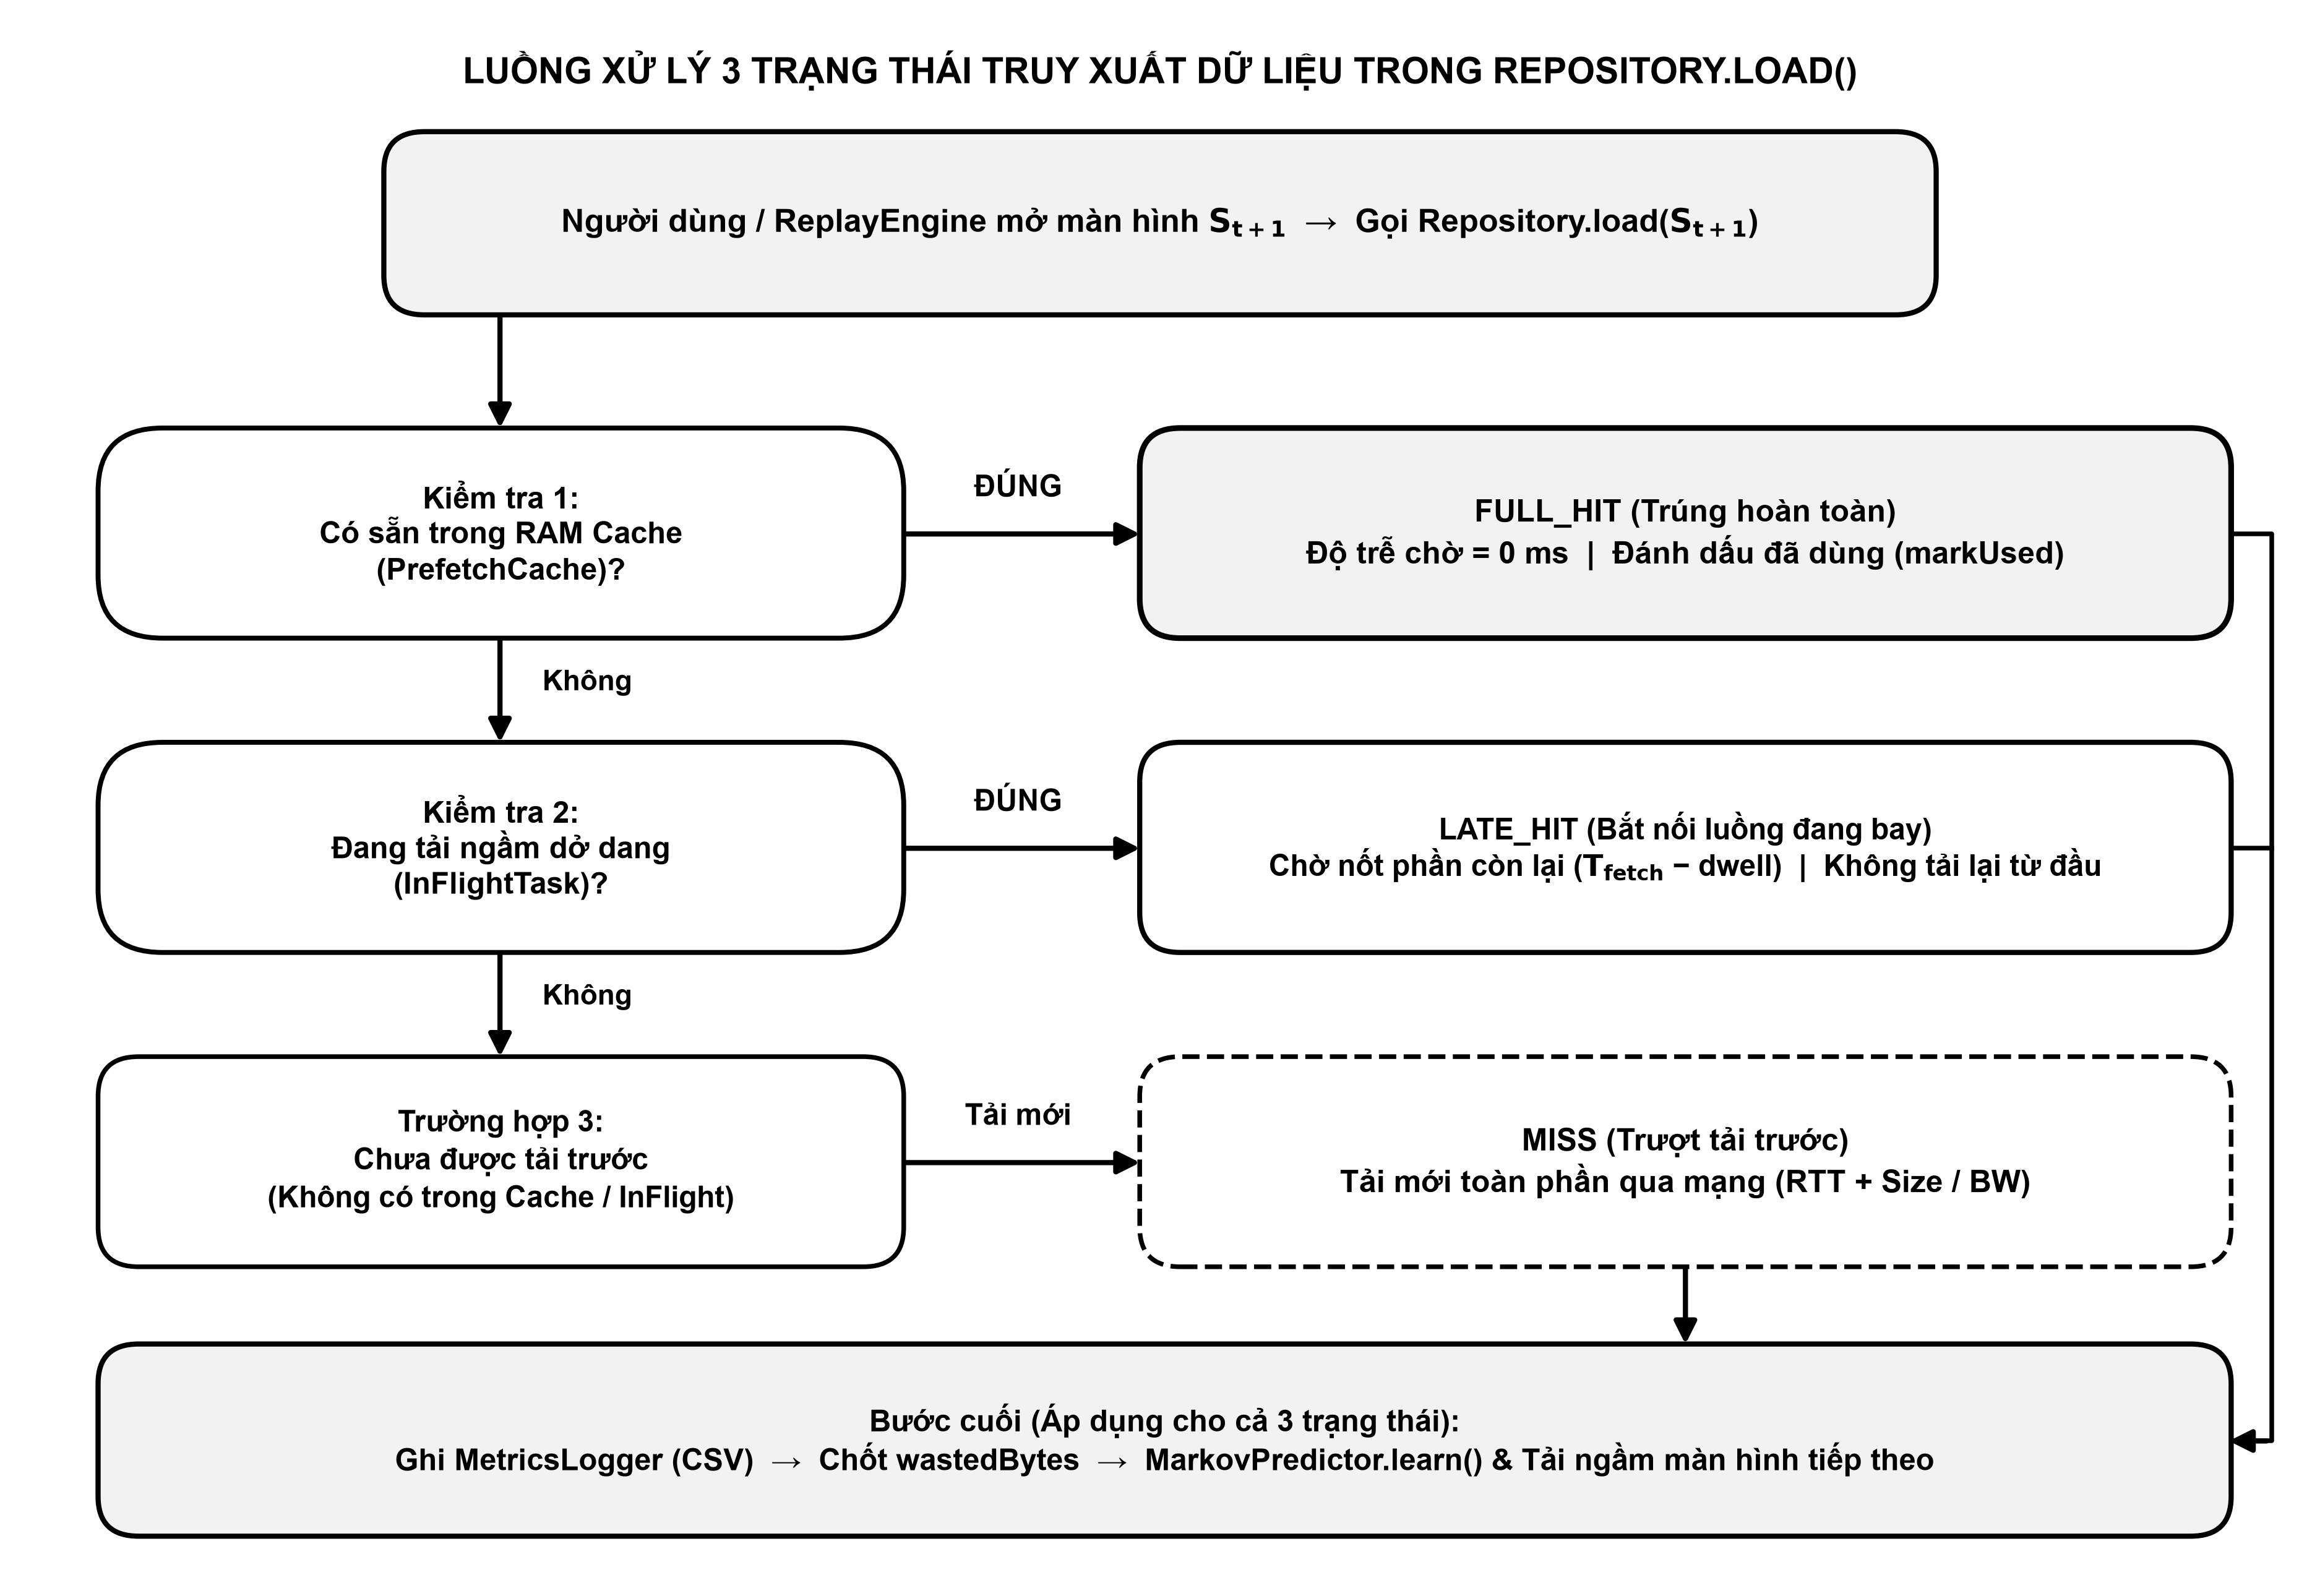 LUỒNG XỬ LÝ 3 TRẠNG THÁI TRUY XUẤT DỮ LIỆU TRONG REPOSITORY.LOAD()
Người dùng / ReplayEngine mở màn hình S_{t+1} → Gọi Repository.load(S_{t+1})
Kiểm tra 1:
Có sẵn trong RAM Cache
(PrefetchCache)?
ĐÚNG
FULL_HIT (Trúng hoàn toàn)
Độ trễ chờ = 0 ms | Đánh dấu đã dùng (markUsed)
Không
Kiểm tra 2:
Đang tải ngầm dở dang
(InFlightTask)?
ĐÚNG
LATE_HIT (Bắt nối luồng đang bay)
Chờ nốt phần còn lại (T_{fetch} − dwell) | Không tải lại từ đầu
Không
Trường hợp 3:
Chưa được tải trước
(Không có trong Cache / InFlight)
Tải mới
MISS (Trượt tải trước)
Tải mới toàn phần qua mạng (RTT + Size / BW)
Bước cuối (Áp dụng cho cả 3 trạng thái):
Ghi MetricsLogger (CSV) → Chốt wastedBytes → MarkovPredictor.learn() & Tải ngầm màn hình tiếp theo